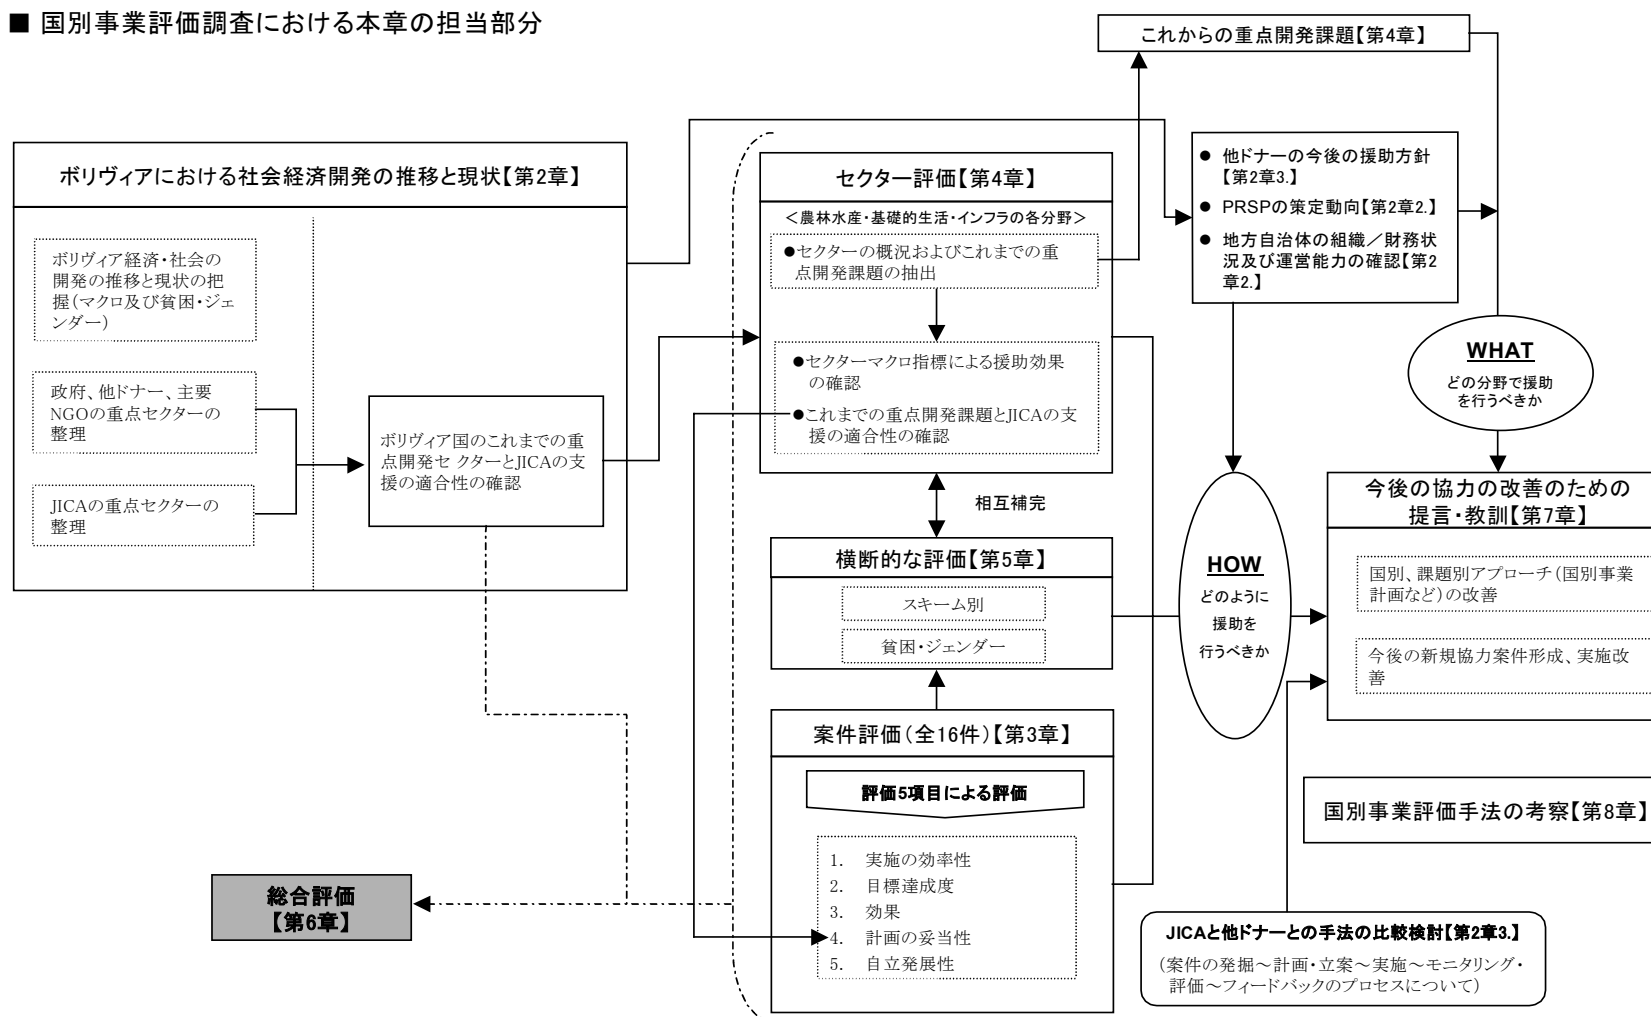 ■ 国別事業評価調査における本章の担当部分
これからの重点開発課題【第4章】
ボリヴィアにおける社会経済開発の推移と現状【第2章】
ボリヴィア経済・社会の
開発の推移と現状の把
握(マクロ及び貧困・ジェ
ンダー)
政府、他ドナー、主要
NGOの重点セクターの
整理
JICAの重点セクターの
整理
ボリヴィア国のこれまでの重
点開発セ クターとJICAの支
援の適合性の確認
セクター評価【第4章】
<農林水産・基礎的生活・インフラの各分野>
●セクターの概況およびこれまでの重
点開発課題の抽出
●セクターマクロ指標による援助効果
の確認
●これまでの重点開発課題とJICAの支
援の適合性の確認
相互補完
横断的な評価【第5章】
スキーム別
貧困・ジェンダー
案件評価(全16件)【第3章】
評価5項目による評価
1. 実施の効率性
2. 目標達成度
3. 効果
4. 計画の妥当性
5. 自立発展性
総合評価
【第6章】
● 他ドナーの今後の援助方針
【第2章3.】
● PRSPの策定動向【第2章2.】
● 地方自治体の組織/財務状
況及び運営能力の確認【第2
章2.】
WHAT
どの分野で援助
を行うべきか
HOW
どのように
援助を
行うべきか
今後の協力の改善のための
提言・教訓【第7章】
国別、課題別アプローチ(国別事業
計画など)の改善
今後の新規協力案件形成、実施改
善
国別事業評価手法の考察【第8章】
JICAと他ドナーとの手法の比較検討【第2章3.】
(案件の発掘~計画・立案~実施~モニタリング・
評価~フィードバックのプロセスについて)